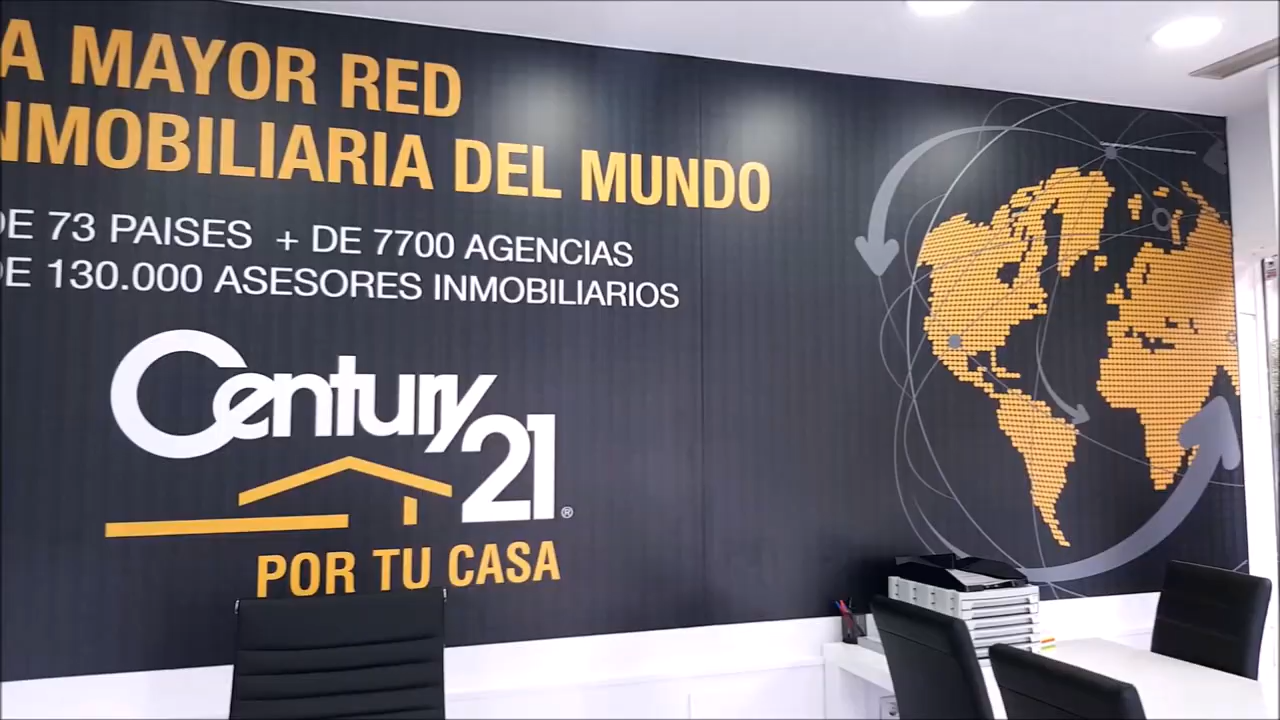 A MAYOR RED
NMOBILIARIA DEL MUNDO
DE 73 PAISES + DE 7700 AGENCIAS
DE 130.000 ASESORES INMOBILIARIOS
Century
21®
POR TU CASA